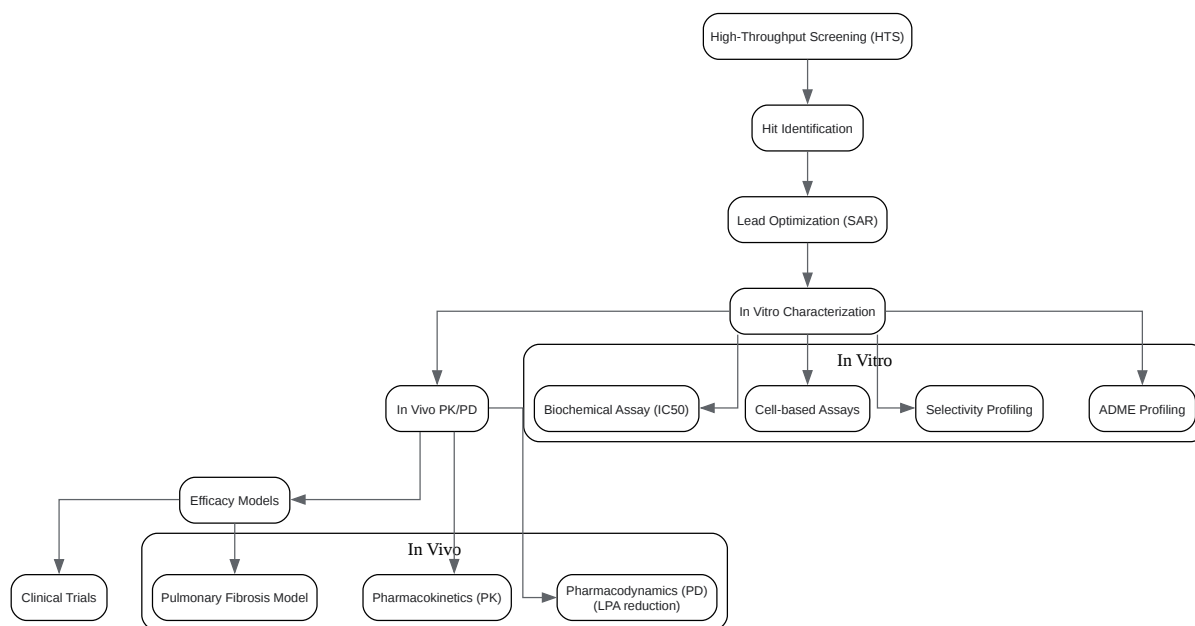 High-Throughput Screening (HTS)
Hit Identification
Lead Optimization (SAR)
In Vitro Characterization
In Vitro
In Vivo PK/PD
Biochemical Assay (IC50)
Cell-based Assays
Selectivity Profiling
ADME Profiling
Efficacy Models
In Vivo
Clinical Trials
Pulmonary Fibrosis Model
Pharmacokinetics (PK)
Pharmacodynamics (PD)
(LPA reduction)